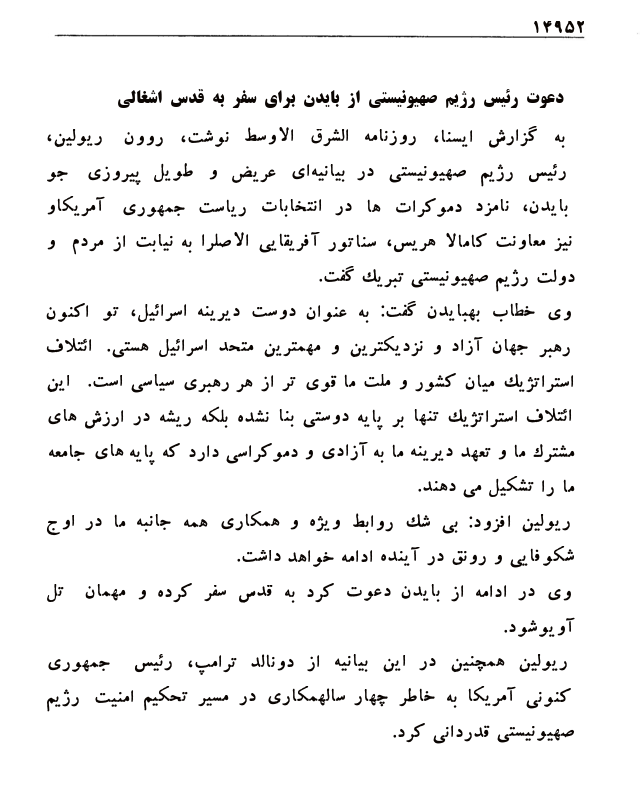 ۱۴۹۵۲
دعوت رئیس رژیم صهیونیستی از بایدن برای سفر به قدس اشغالی
به گزارش ایسنا، روزنامه الشرق الاوسط نوشت، روون ریولین،
رئیس رژیم صهیونیستی در بیانیه‌ای عریض و طویل پیروزی جو
بایدن، نامزد دموکرات ها در انتخابات ریاست جمهوری آمریکاو
نیز معاونت کامالا هریس، سناتور آفریقایی الاصلرا به نیابت از مردم و
دولت رژیم صهیونیستی تبریك گفت.
وی خطاب بهبایدن گفت: به عنوان دوست دیرینه اسرائیل، تو اکنون
رهبر جهان آزاد و نزدیکترین و مهمترین متحد اسرائیل هستی. ائتلاف
استراتژیك میان کشور و ملت ما قوی تر از هر رهبری سیاسی است. این
ائتلاف استراتژیك تنها بر پایه دوستی بنا نشده بلکه ریشه در ارزش های
مشترك ما و تعهد دیرینه ما به آزادی و دموکراسی دارد که پایه های جامعه
ما را تشکیل می دهند.
ریولین افزود: بی شك روابط ویژه و همکاری همه جانبه ما در اوج
شکوفایی و رونق در آینده ادامه خواهد داشت.
وی در ادامه از بایدن دعوت کرد به قدس سفر کرده و مهمان تل
آویوشود.
ریولین همچنین در این بیانیه از دونالد ترامپ، رئیس جمهوری
کنونی آمریکا به خاطر چهار سالهمکاری در مسیر تحکیم امنیت رژیم
صهیونیستی قدردانی کرد.